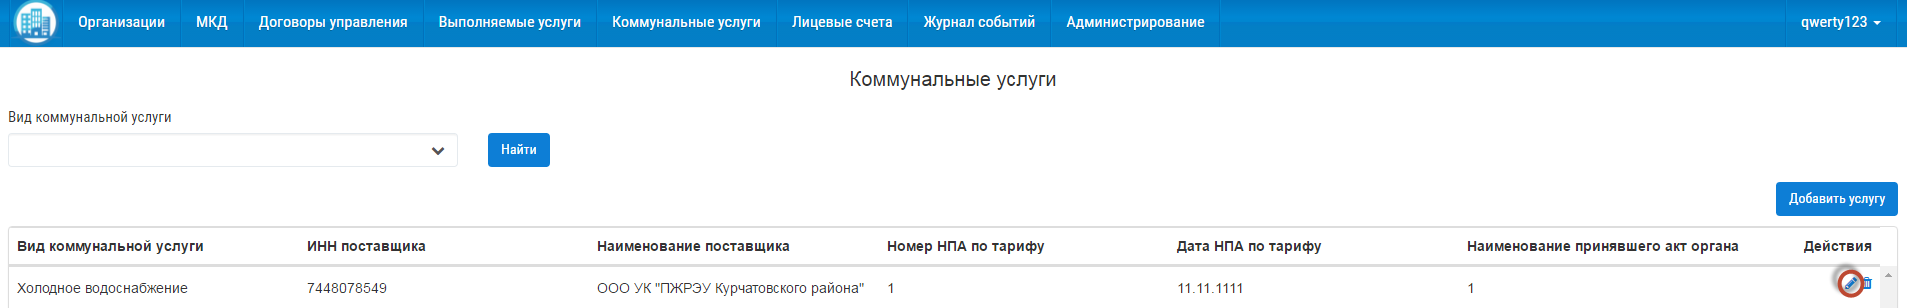 Организации МКД Договоры управления Выполняемые услуги Коммунальные услуги Лицевые счета Журнал событий Администрирование qwerty123
Коммунальные услуги
Вид коммунальной услуги
Найти
Добавить услугу
Вид коммунальной услуги ИНН поставщика Наименование поставщика Номер НПА по тарифу Дата НПА по тарифу Наименование принявшего акт органа Действия
Холодное водоснабжение 7448078549 ООО УК "ПЖРЭУ Курчатовского района" 1 11.11.1111 1